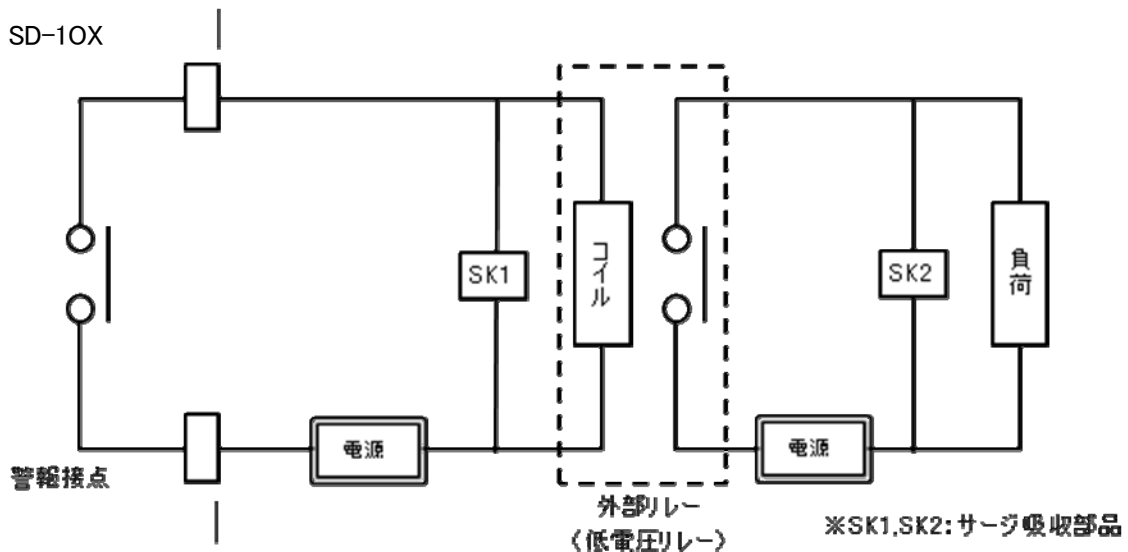 SD-10X
SK1
コイル
SK2
負荷
電源
電源
警報接点
外部リレー
（低電圧リレー）
※SK1,SK2:サージ吸収部品